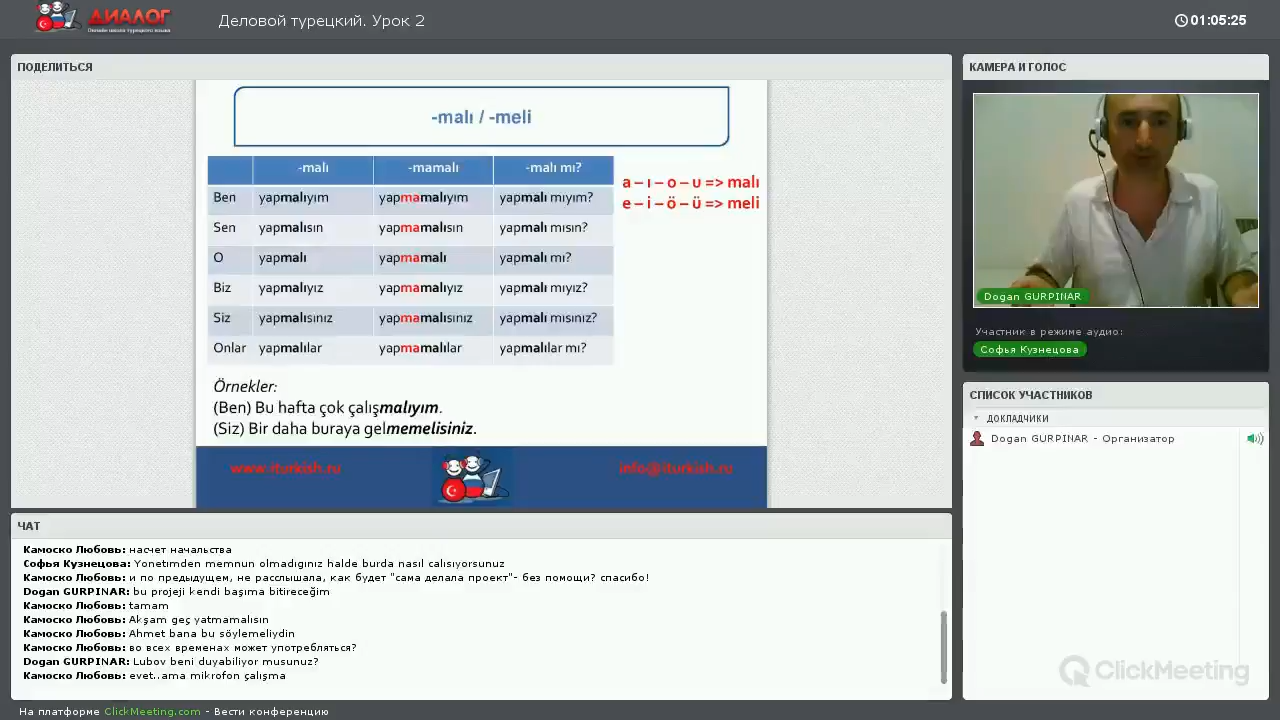 ДИАЛОГ
Онлайн школа турецкого языка
Деловой турецкий. Урок 2
01:05:25
ПОДЕЛИТЬСЯ
-malı / -meli
-malı -mamalı -malı mı?
Ben yapmalıyım yapmamalıyım yapmalı mıyım?
Sen yapmalısın yapmamalısın yapmalı mısın?
O yapmalı yapmamalı yapmalı mı?
Biz yapmalıyız yapmamalıyız yapmalı mıyız?
Siz yapmalısınız yapmamalısınız yapmalı mısınız?
Onlar yapmalılar yapmamalılar yapmalılar mı?
a – ı – o – u => malı
e – i – ö – ü => meli
Örnekler:
(Ben) Bu hafta çok çalışmalıyım.
(Siz) Bir daha buraya gelmemelisiniz.
www.iturkish.ru
info@iturkish.ru
КАМЕРА И ГОЛОС
Dogan GURPINAR
Участник в режиме аудио:
Софья Кузнецова
СПИСОК УЧАСТНИКОВ
ДОКЛАДЧИКИ
Dogan GURPINAR - Организатор
ЧАТ
Камоско Любовь: насчет начальства
Софья Кузнецова: Yonetımden memnun olmadıgınız halde burda nasıl calısıyorsunuz
Камоско Любовь: и по предыдущем, не расслышала, как будет "сама делала проект"- без помощи? спасибо!
Dogan GURPINAR: bu projeji kendi başıma bitireceğim
Камоско Любовь: tamam
Камоско Любовь: Akşam geç yatmamalısın
Камоско Любовь: Ahmet bana bu söylemeliydin
Камоско Любовь: во всех временах может употребляться?
Dogan GURPINAR: Lubov beni duyabiliyor musunuz?
Камоско Любовь: evet..ama mikrofon çalışma
ClickMeeting
На платформе ClickMeeting.com - Вести конференцию